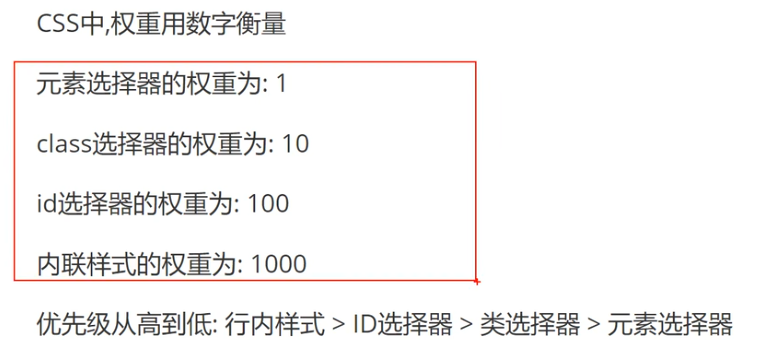 CSS中,权重用数字衡量
元素选择器的权重为: 1
class选择器的权重为: 10
id选择器的权重为: 100
内联样式的权重为: 1000
优先级从高到低: 行内样式 > ID选择器 > 类选择器 > 元素选择器